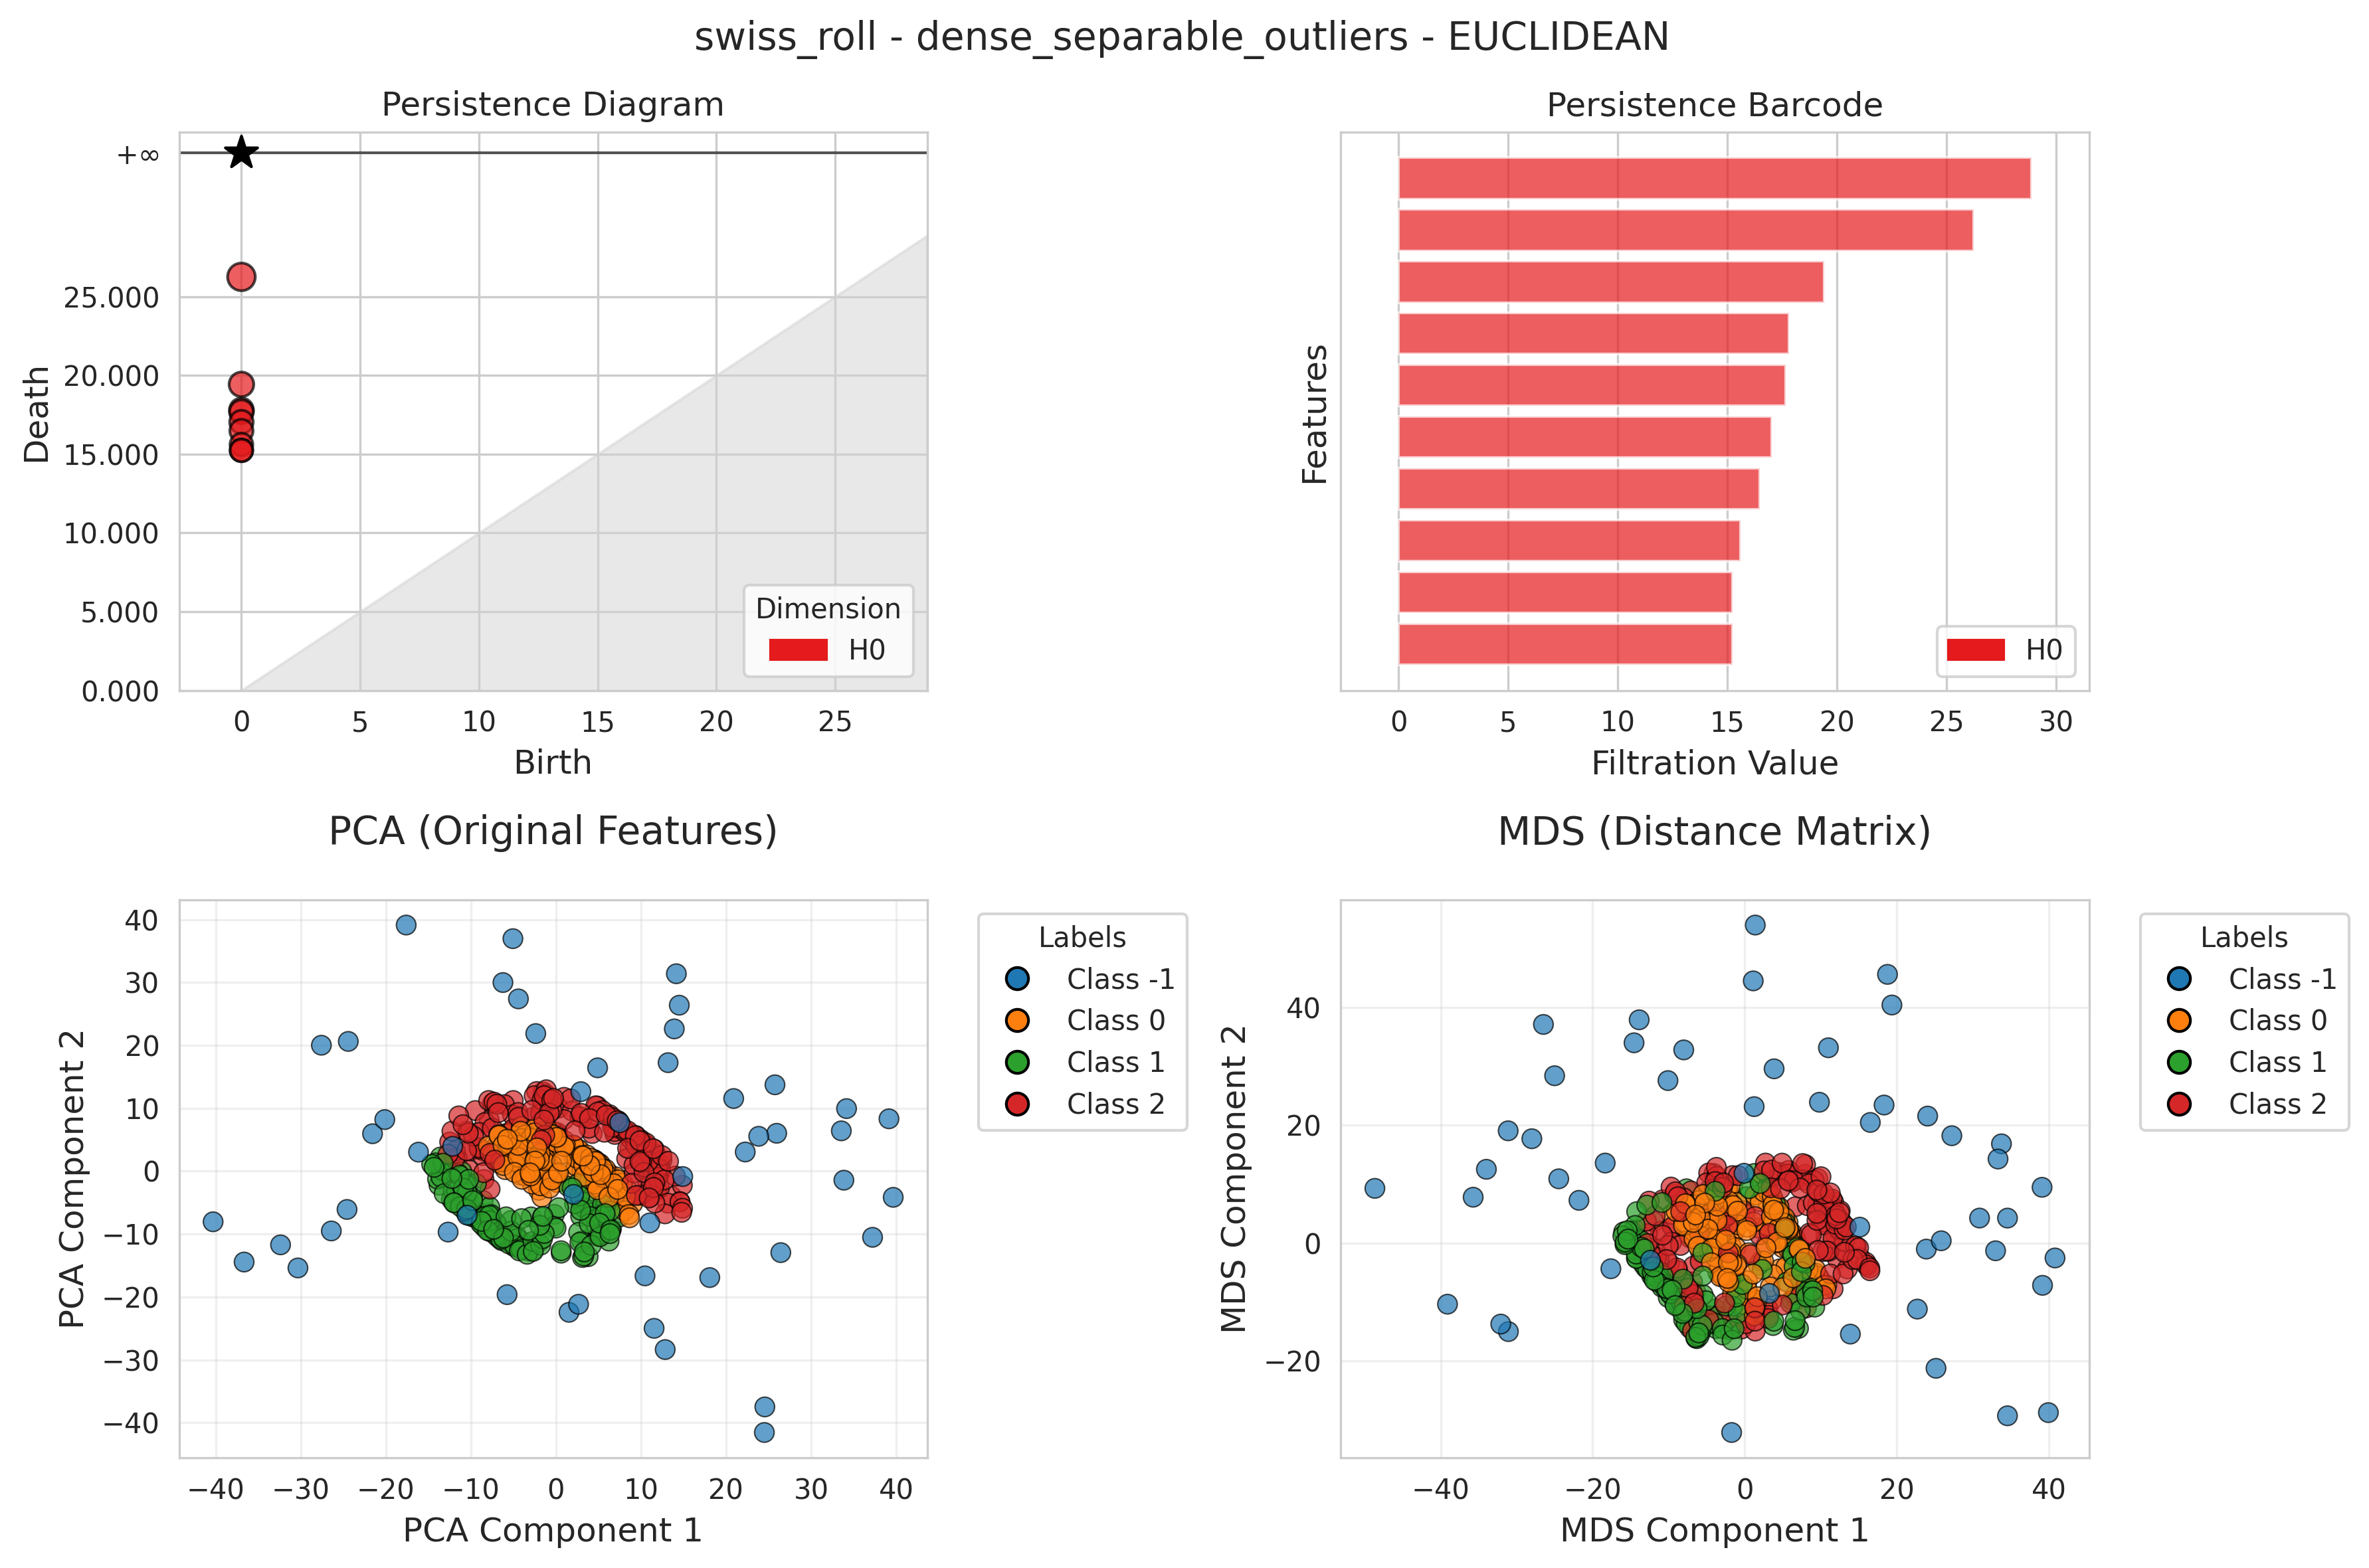 swiss_roll - dense_separable_outliers - EUCLIDEAN
Persistence Diagram
+∞
25.000
20.000
15.000
10.000
5.000
0.000
Death
0 5 10 15 20 25
Birth
Dimension
H0
Persistence Barcode
Features
0 5 10 15 20 25 30
Filtration Value
H0
PCA (Original Features)
40
30
20
10
0
−10
−20
−30
−40
PCA Component 2
−40 −30 −20 −10 0 10 20 30 40
PCA Component 1
Labels
Class -1
Class 0
Class 1
Class 2
MDS (Distance Matrix)
40
20
0
−20
MDS Component 2
−40 −20 0 20 40
MDS Component 1
Labels
Class -1
Class 0
Class 1
Class 2